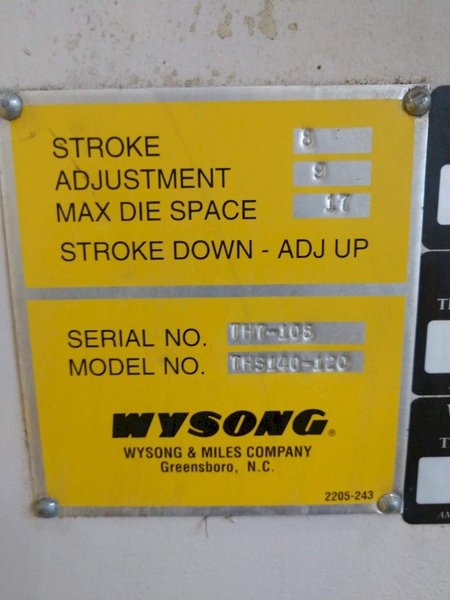 STROKE 8
ADJUSTMENT 9
MAX DIE SPACE 17
STROKE DOWN - ADJ UP
SERIAL NO. TH7-108
MODEL NO. THS140-120
WYSONG®
WYSONG & MILES COMPANY
Greensboro, N.C.
2205-243